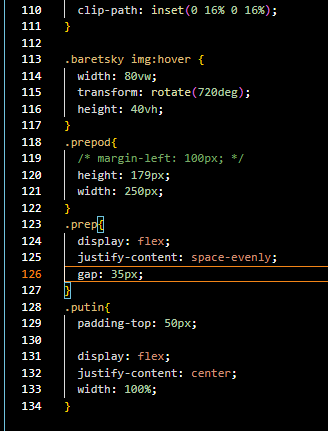 110 clip-path: inset(0 16% 0 16%);
111 }
112
113 .baretsky img:hover {
114 width: 80vw;
115 transform: rotate(720deg);
116 height: 40vh;
117 }
118 .prepod{
119 /* margin-left: 100px; */
120 height: 179px;
121 width: 250px;
122 }
123 .prep{
124 display: flex;
125 justify-content: space-evenly;
126 gap: 35px;
127 }
128 .putin{
129 padding-top: 50px;
130
131 display: flex;
132 justify-content: center;
133 width: 100%;
134 }